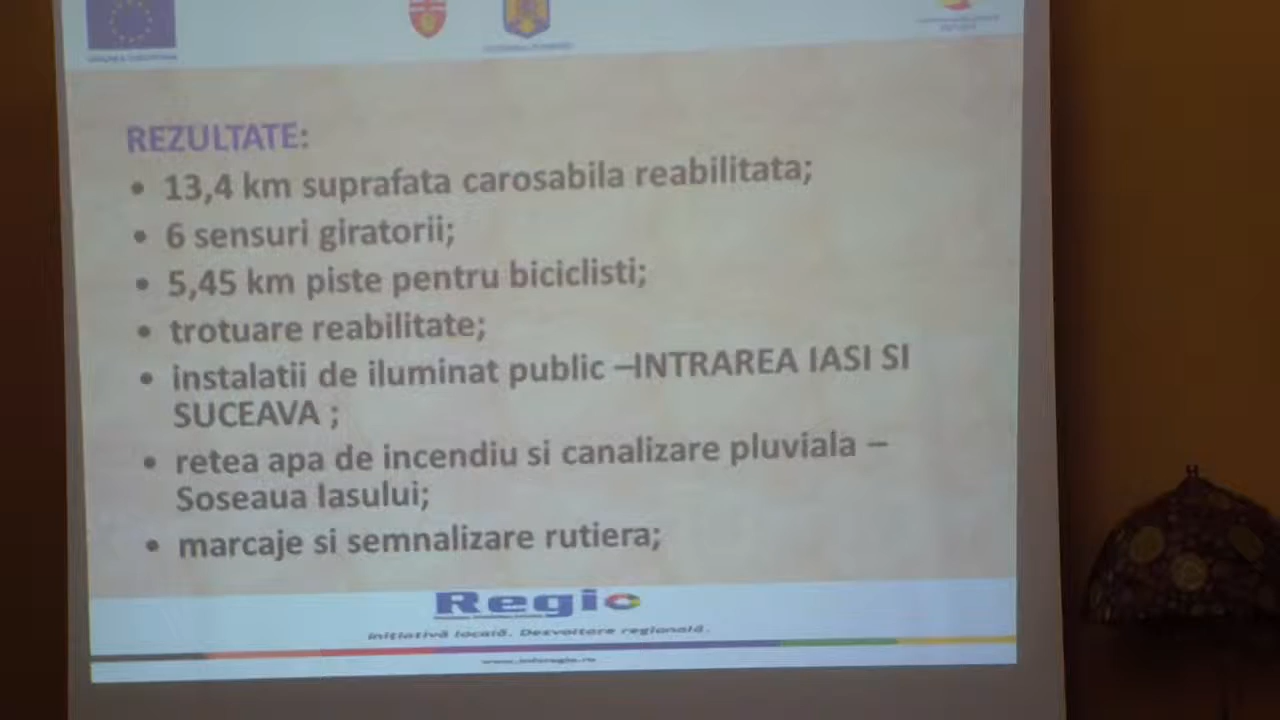 REZULTATE:
• 13,4 km suprafata carosabila reabilitata;
• 6 sensuri giratorii;
• 5,45 km piste pentru biciclisti;
• trotuare reabilitate;
• instalatii de iluminat public –INTRAREA IASI SI
SUCEAVA ;
• retea apa de incendiu si canalizare pluviala –
Soseaua Iasului;
• marcaje si semnalizare rutiera;
Regio
Inițiativă locală. Dezvoltare regională.
www.inforegio.ro